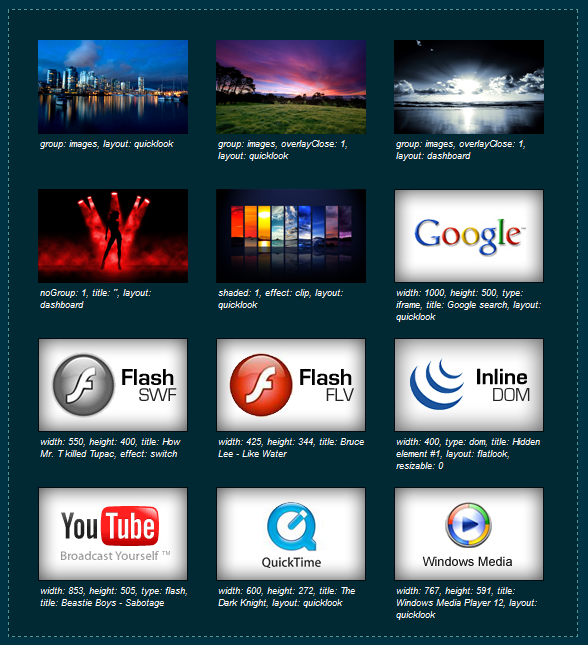 group: images, layout: quicklook
group: images, overlayClose: 1,
layout: quicklook
group: images, overlayClose: 1,
layout: dashboard
noGroup: 1, title: '', layout:
dashboard
shaded: 1, effect: clip, layout:
quicklook
Google™
width: 1000, height: 500, type:
iframe, title: Google search, layout:
quicklook
Flash
SWF
width: 550, height: 400, title: How
Mr. T killed Tupac, effect: switch
Flash
FLV
width: 425, height: 344, title: Bruce
Lee - Like Water
Inline
DOM
width: 400, type: dom, title: Hidden
element #1, layout: flatlook,
resizable: 0
YouTube
Broadcast Yourself ™
width: 853, height: 505, type: flash,
title: Beastie Boys - Sabotage
QuickTime
width: 600, height: 272, title: The
Dark Knight, layout: quicklook
Windows Media
width: 767, height: 591, title:
Windows Media Player 12, layout:
quicklook